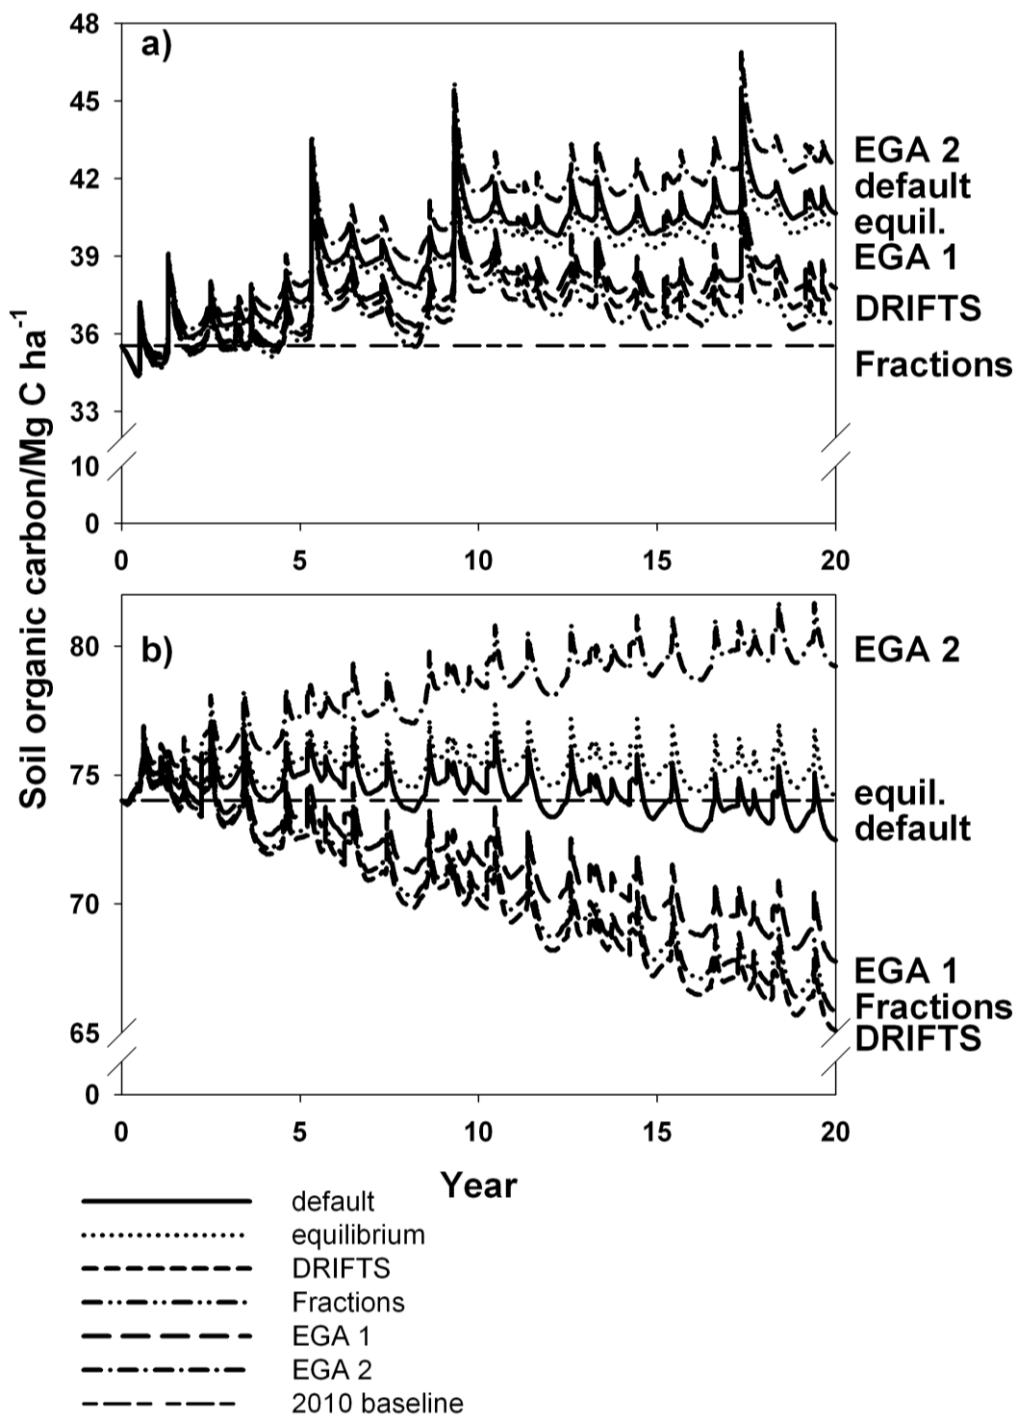 48
a)
45
42
39
36
33
10
0
EGA 2
default
equil.
EGA 1
DRIFTS
Fractions
0 5 10 15 20
Soil organic carbon/Mg C ha⁻¹
b)
80
75
70
65
0
EGA 2
equil.
default
EGA 1
Fractions
DRIFTS
0 5 10 15 20
Year
default
equilibrium
DRIFTS
Fractions
EGA 1
EGA 2
2010 baseline